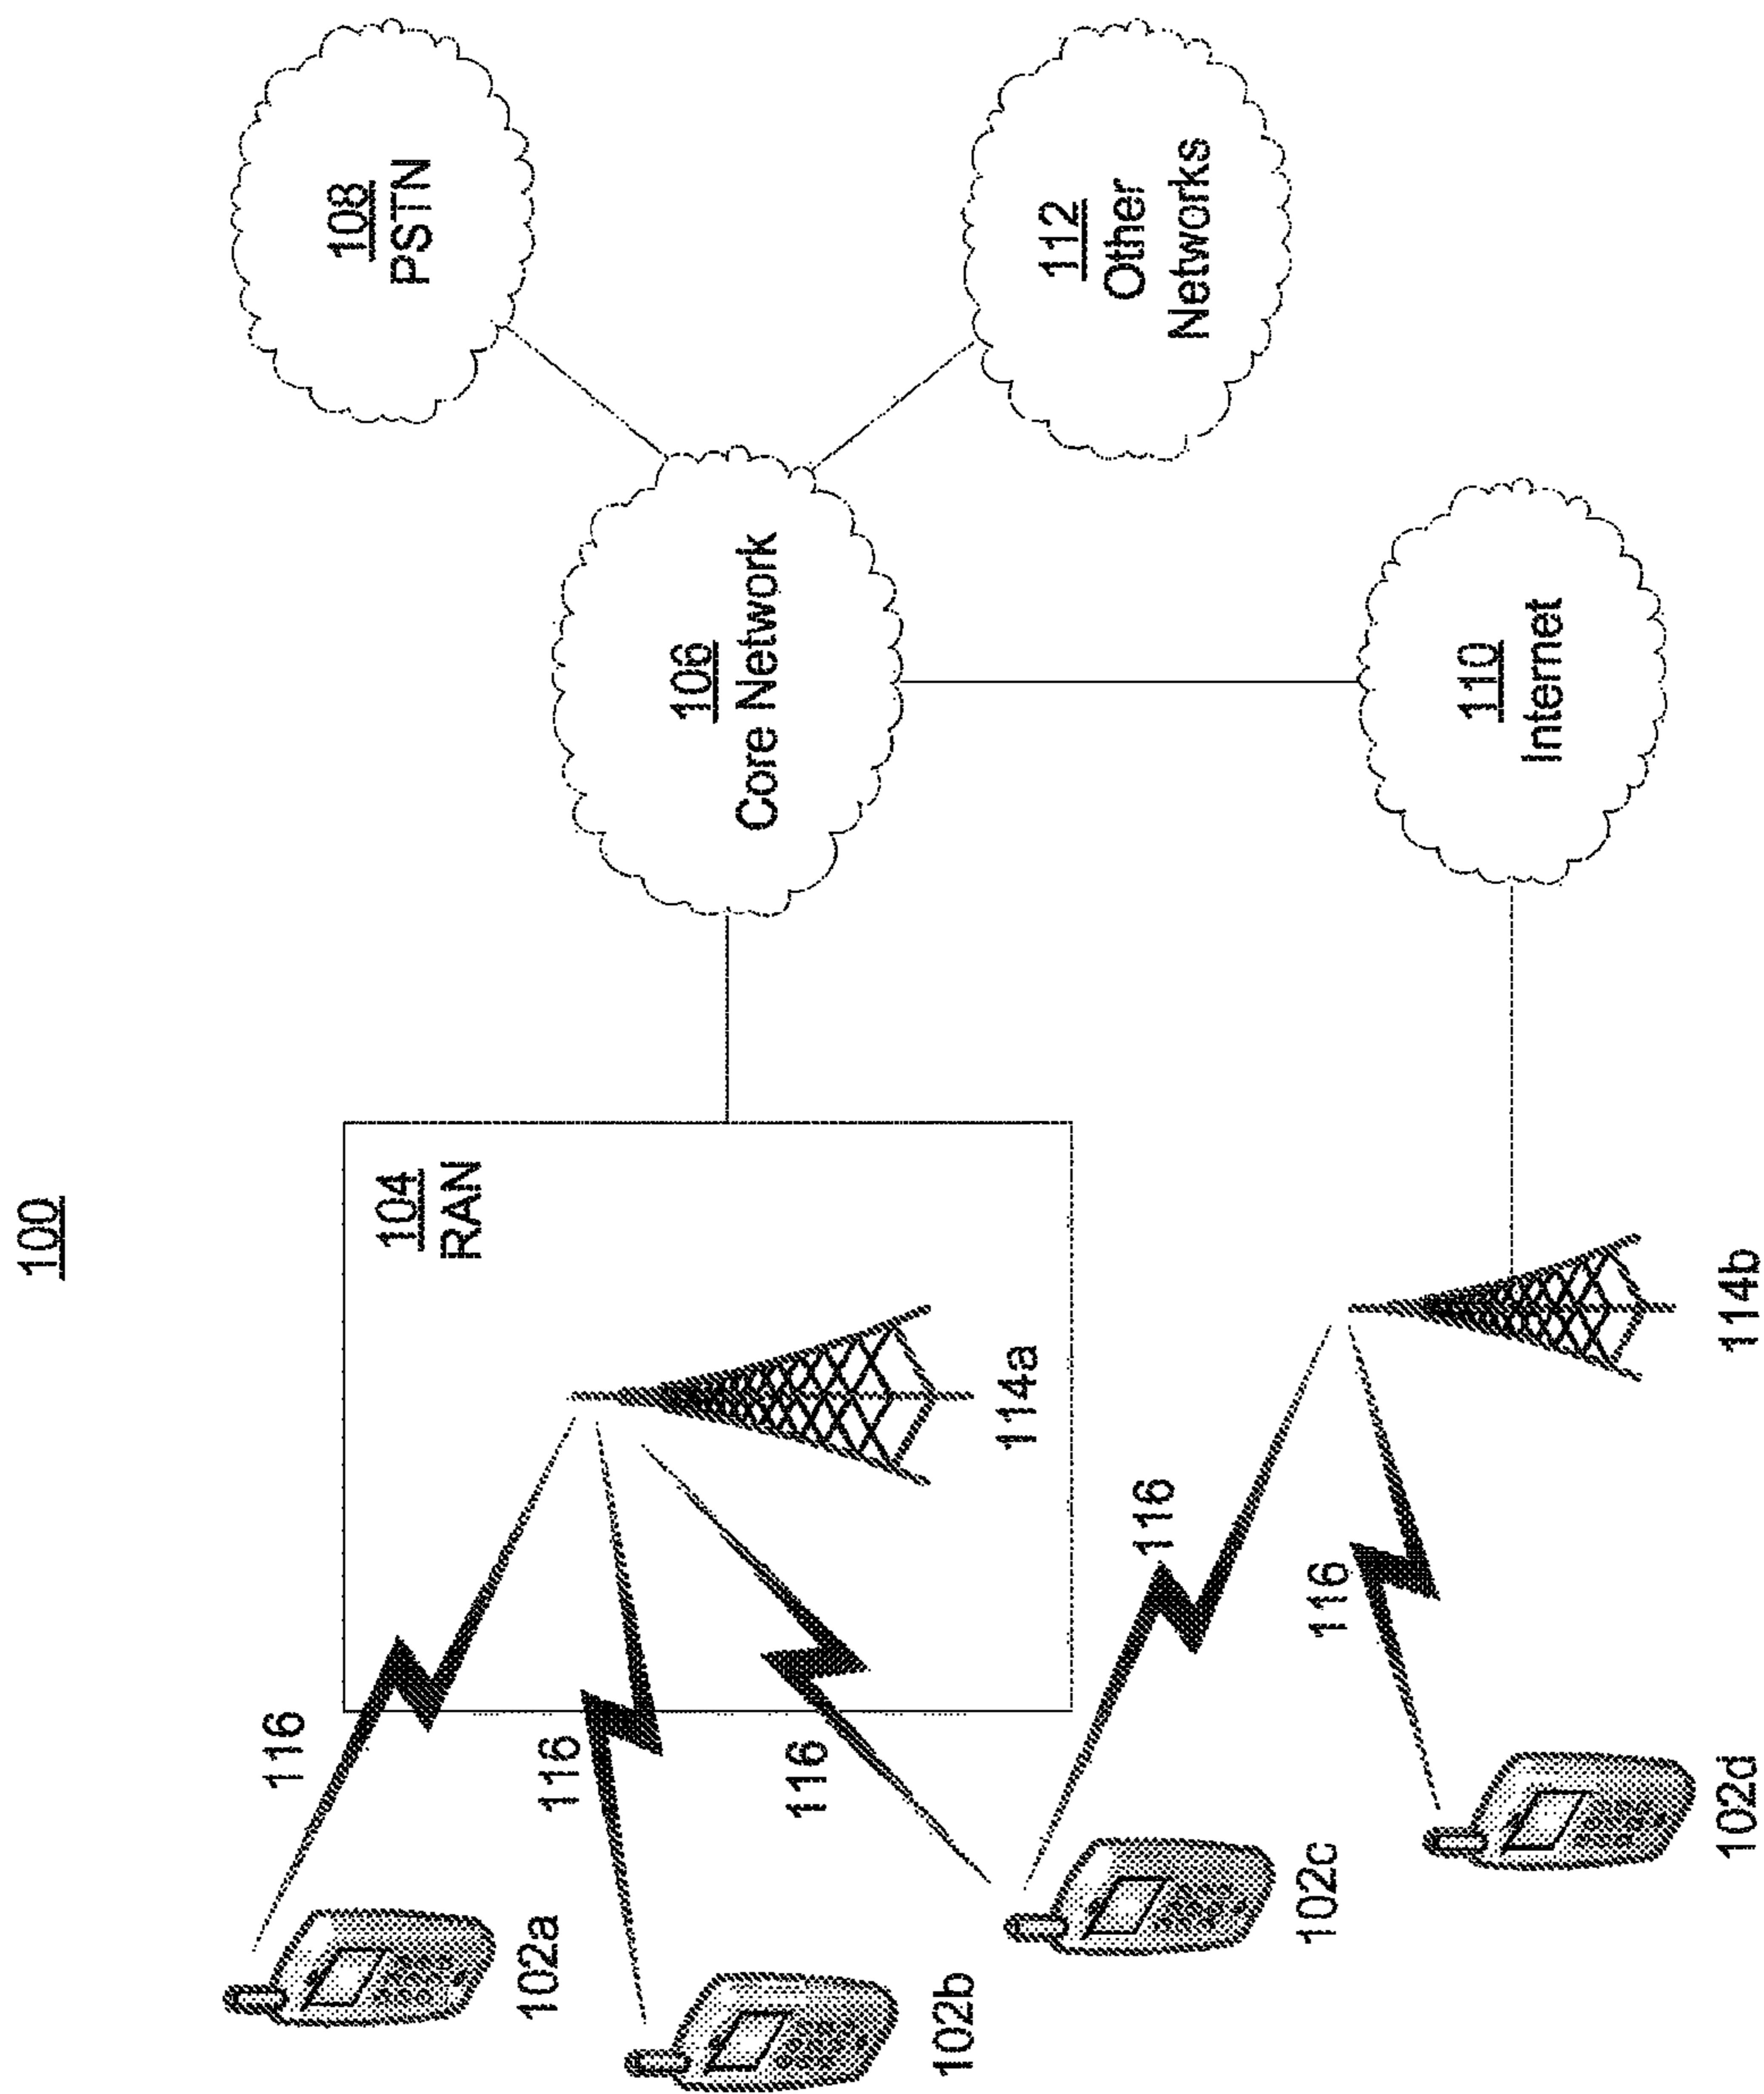 100
108
PSTN
104
RAN
106
Core Network
112
Other
Networks
110
Internet
116
116
116
116
116
114a
114b
102a
102b
102c
102d